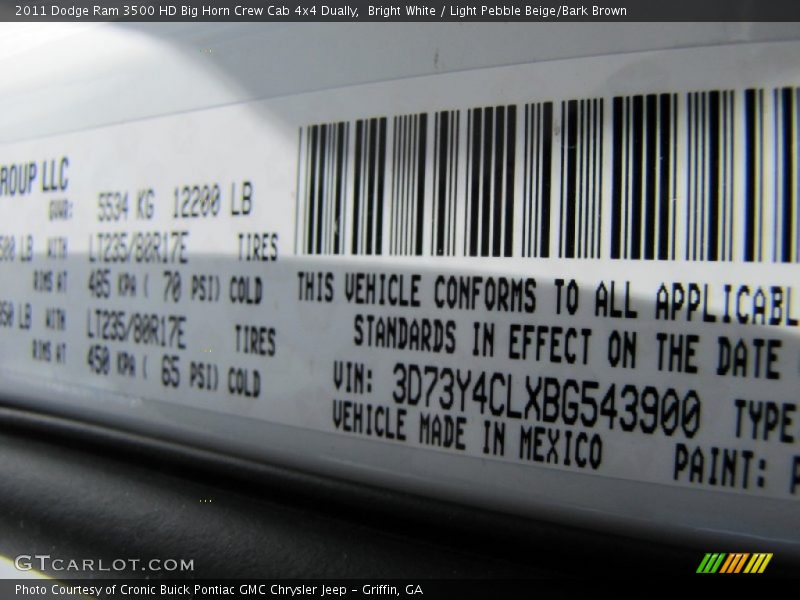 2011 Dodge Ram 3500 HD Big Horn Crew Cab 4x4 Dually, Bright White / Light Pebble Beige/Bark Brown
ROUP LLC
GVWR: 5534 KG 12200 LB
500 LB WITH LT235/80R17E TIRES
RIMS AT 485 KPA ( 70 PSI) COLD
350 LB WITH LT235/80R17E TIRES
RIMS AT 450 KPA ( 65 PSI) COLD
THIS VEHICLE CONFORMS TO ALL APPLICABL
STANDARDS IN EFFECT ON THE DATE
VIN: 3D73Y4CLXBG543900 TYPE
VEHICLE MADE IN MEXICO PAINT: P
GTCARLOT.COM
Photo Courtesy of Cronic Buick Pontiac GMC Chrysler Jeep - Griffin, GA